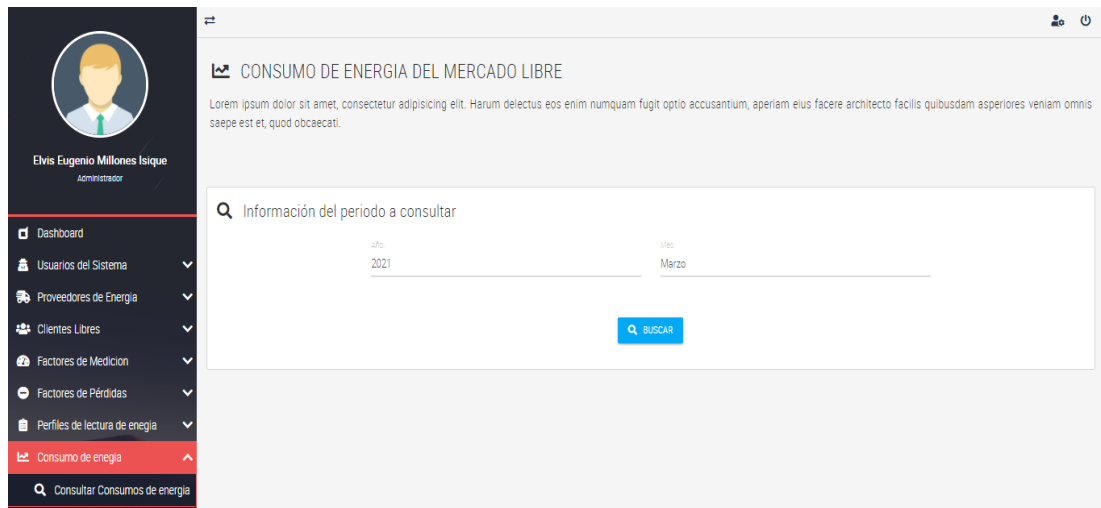 Elvis Eugenio Millones Isique
Administrador
Dashboard
Usuarios del Sistema
Proveedores de Energia
Clientes Libres
Factores de Medicion
Factores de Pérdidas
Perfiles de lectura de enegia
Consumo de enegia
Consultar Consumos de energia
CONSUMO DE ENERGIA DEL MERCADO LIBRE
Lorem ipsum dolor sit amet, consectetur adipisicing elit. Harum delectus eos enim numquam fugit optio accusantium, aperiam eius facere architecto facilis quibusdam asperiores veniam omnis
saepe est et, quod obcaecati.
Información del periodo a consultar
Año
2021
Mes
Marzo
BUSCAR